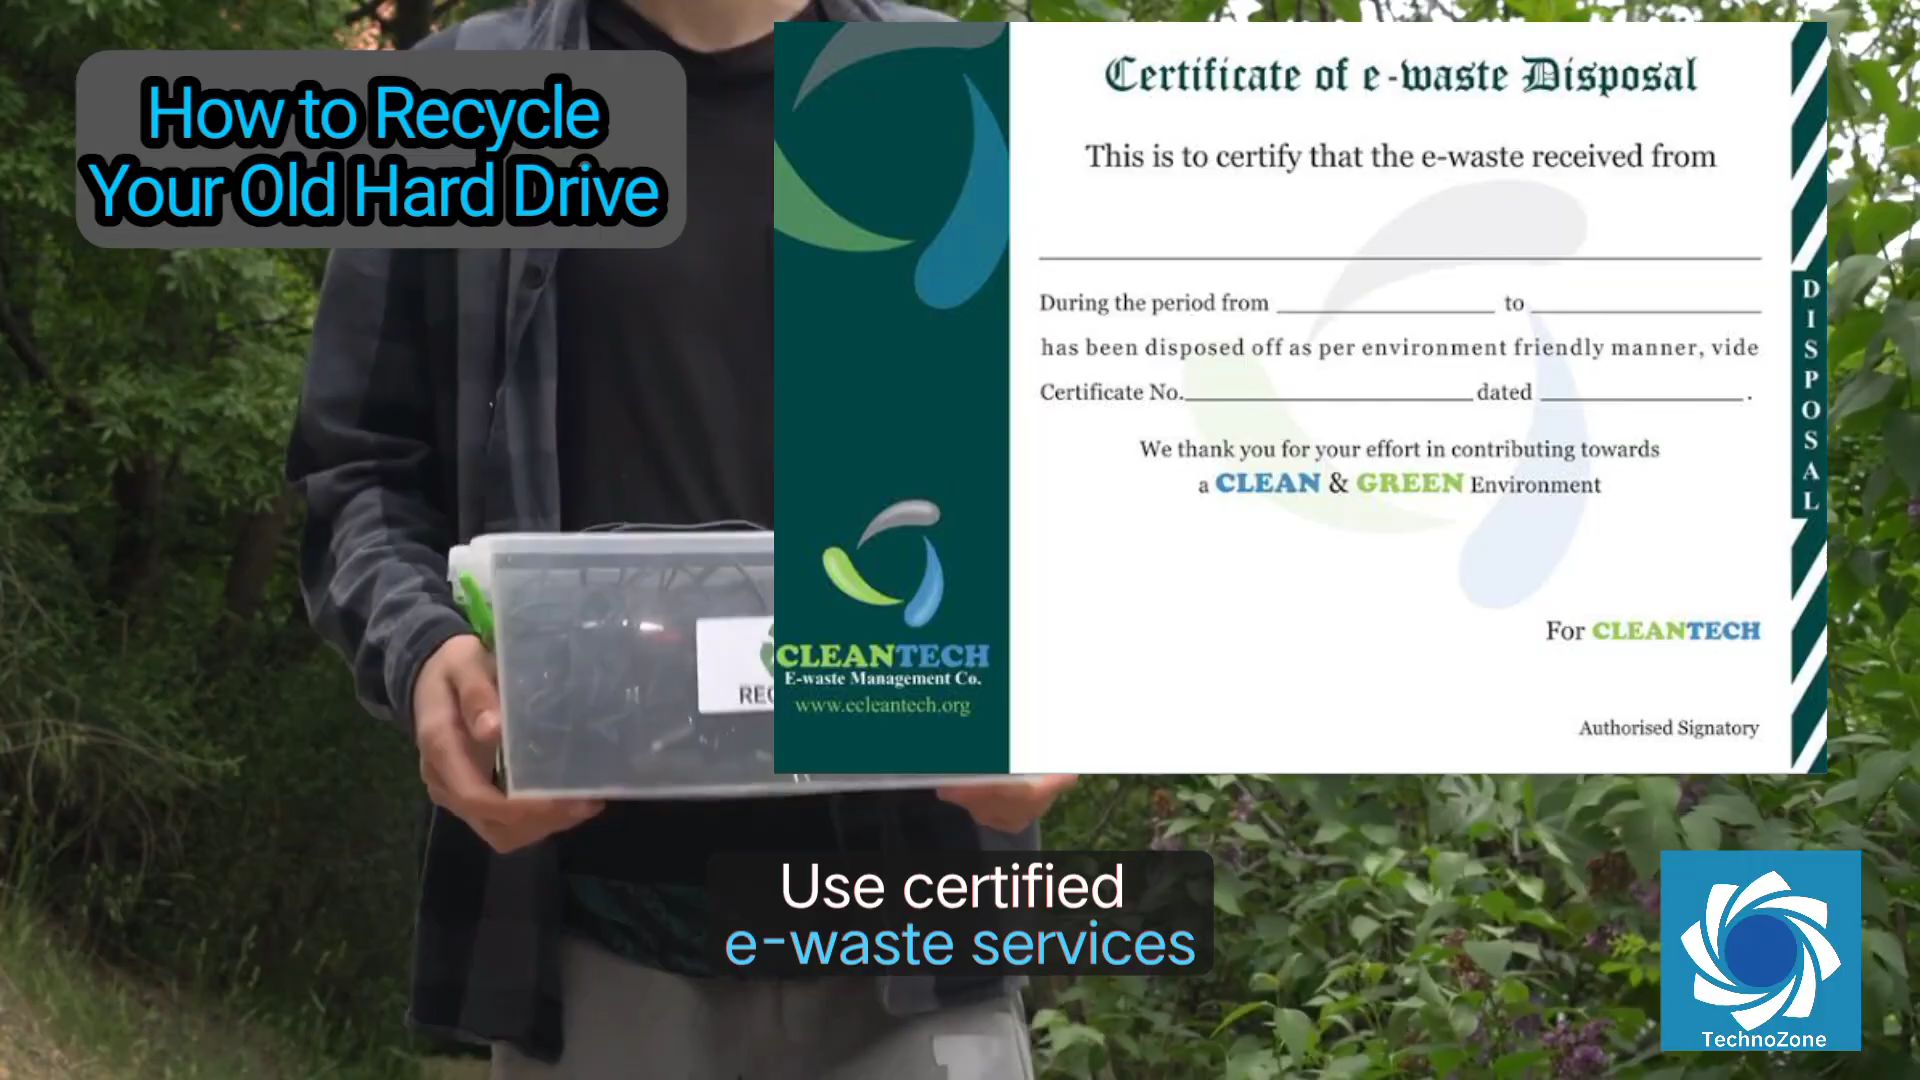 How to Recycle
Your Old Hard Drive
Certificate of e-waste Disposal
This is to certify that the e-waste received from
During the period from to
has been disposed off as per environment friendly manner, vide
Certificate No. dated .
We thank you for your effort in contributing towards
a CLEAN & GREEN Environment
For CLEANTECH
Authorised Signatory
DISPOSAL
CLEANTECH
E-waste Management Co.
www.ecleantech.org
REC
Use certified
e-waste services
TechnoZone